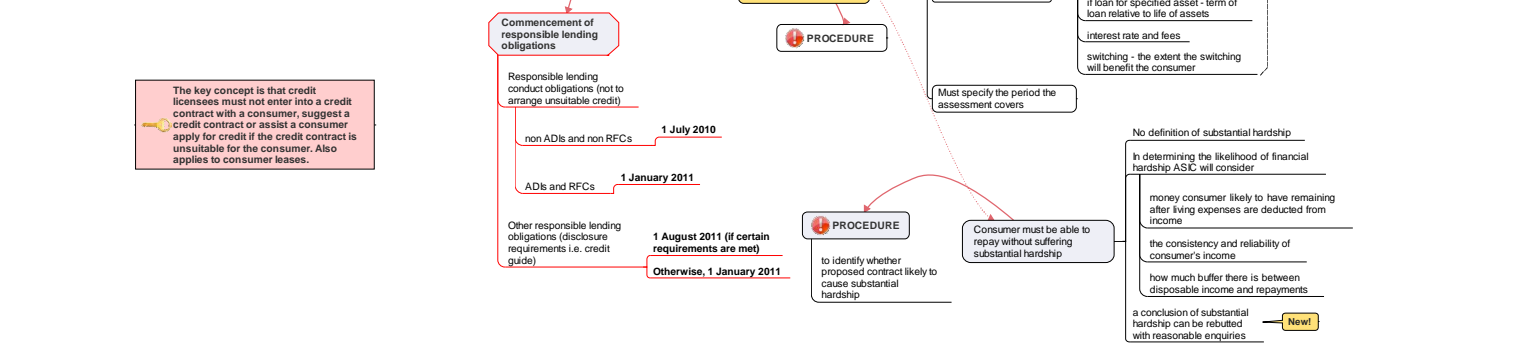 The key concept is that credit
licensees must not enter into a credit
contract with a consumer, suggest a
credit contract or assist a consumer
apply for credit if the credit contract is
unsuitable for the consumer. Also
applies to consumer leases.
Commencement of
responsible lending
obligations
Responsible lending
conduct obligations (not to
arrange unsuitable credit)
non ADIs and non RFCs
1 July 2010
ADIs and RFCs
1 January 2011
Other responsible lending
obligations (disclosure
requirements i.e. credit
guide)
1 August 2011 (if certain
requirements are met)
Otherwise, 1 January 2011
PROCEDURE
if loan for specified asset - term of
loan relative to life of assets
interest rate and fees
switching - the extent the switching
will benefit the consumer
Must specify the period the
assessment covers
PROCEDURE
to identify whether
proposed contract likely to
cause substantial
hardship
Consumer must be able to
repay without suffering
substantial hardship
No definition of substantial hardship
In determining the likelihood of financial
hardship ASIC will consider
money consumer likely to have remaining
after living expenses are deducted from
income
the consistency and reliability of
consumer's income
how much buffer there is between
disposable income and repayments
a conclusion of substantial
hardship can be rebutted
with reasonable enquiries
New!